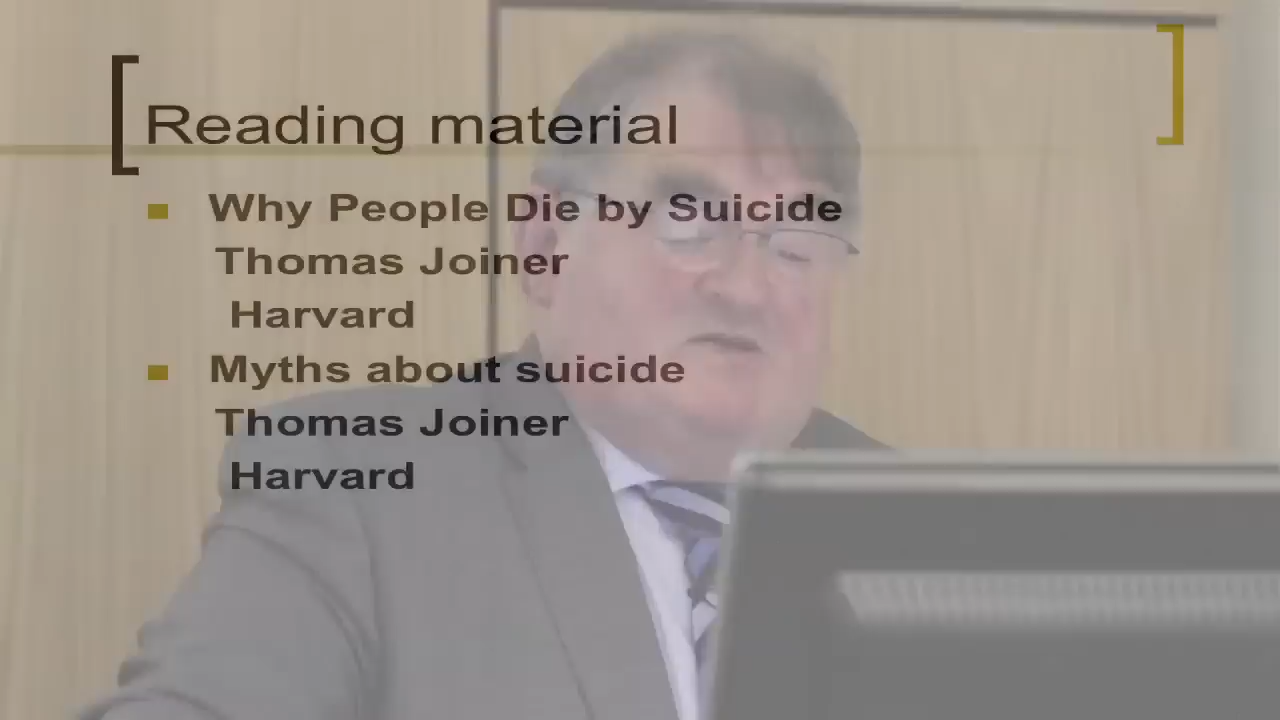 Reading material
Why People Die by Suicide
Thomas Joiner
Harvard
Myths about suicide
Thomas Joiner
Harvard